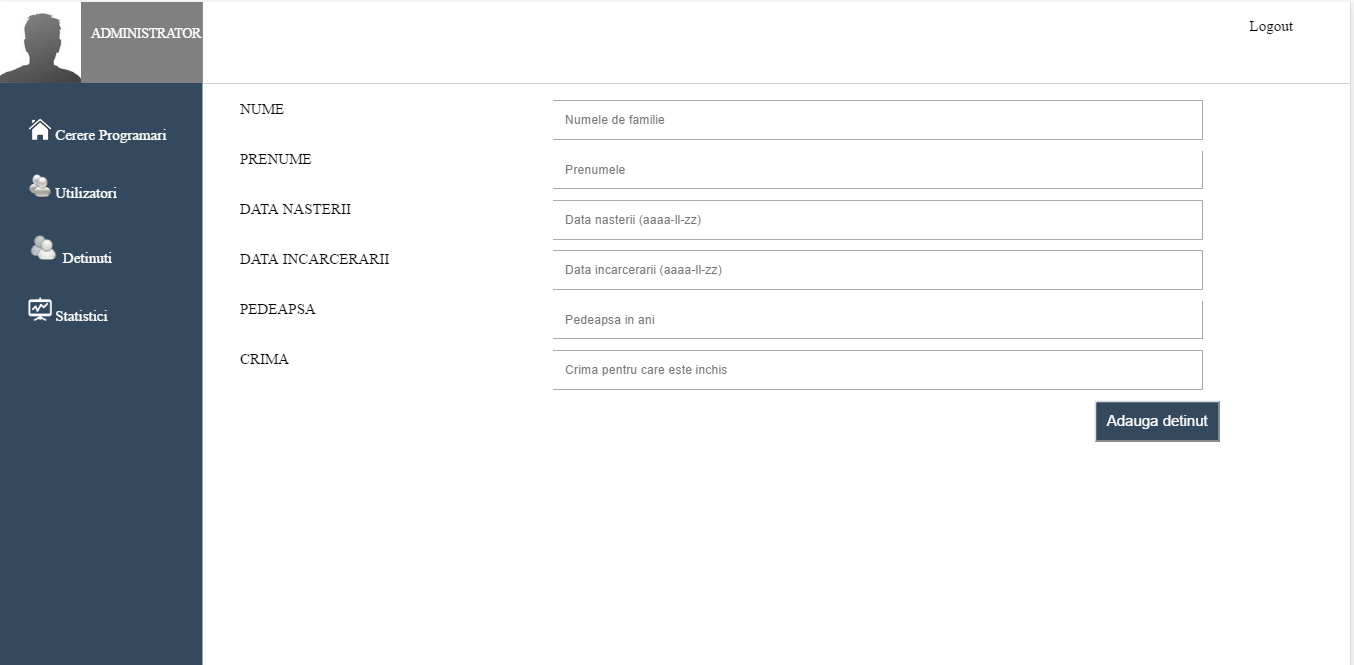 ADMINISTRATOR
Logout
Cerere Programari
Utilizatori
Detinuti
Statistici
NUME
Numele de familie
PRENUME
Prenumele
DATA NASTERII
Data nasterii (aaaa-ll-zz)
DATA INCARCERARII
Data incarcerarii (aaaa-ll-zz)
PEDEAPSA
Pedeapsa in ani
CRIMA
Crima pentru care este inchis
Adauga detinut